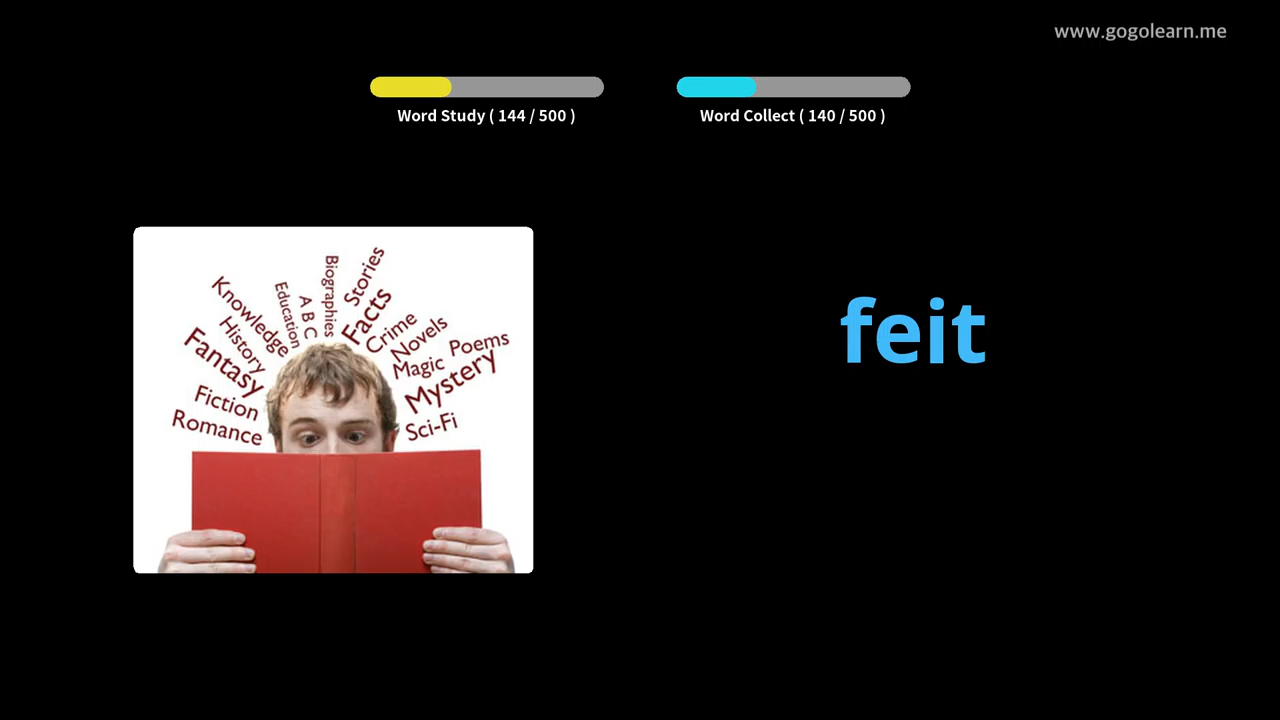 www.gogolearn.me
Word Study ( 144 / 500 )
Word Collect ( 140 / 500 )
feit
Biographies
Stories
Education
A B C
Facts
Knowledge
Crime
History
Novels
Poems
Fantasy
Magic
Mystery
Fiction
Romance
Sci-Fi